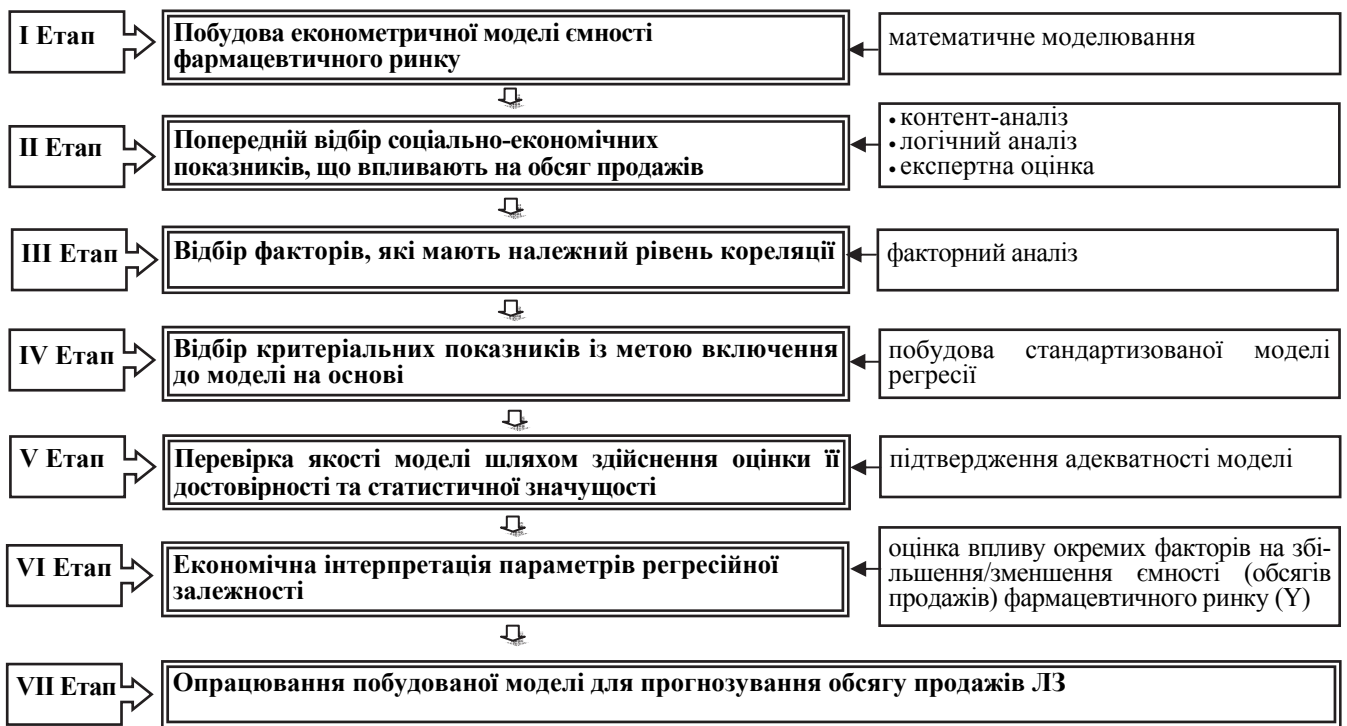 I Етап
Побудова економетричної моделі ємності
фармацевтичного ринку
математичне моделювання
II Етап
Попередній відбір соціально-економічних
показників, що впливають на обсяг продажів
• контент-аналіз
• логічний аналіз
• експертна оцінка
III Етап
Відбір факторів, які мають належний рівень кореляції
факторний аналіз
IV Етап
Відбір критеріальних показників із метою включення
до моделі на основі
побудова стандартизованої моделі
регресії
V Етап
Перевірка якості моделі шляхом здійснення оцінки її
достовірності та статистичної значущості
підтвердження адекватності моделі
VI Етап
Економічна інтерпретація параметрів регресійної
залежності
оцінка впливу окремих факторів на збі-
льшення/зменшення ємності (обсягів
продажів) фармацевтичного ринку (Y)
VII Етап
Опрацювання побудованої моделі для прогнозування обсягу продажів ЛЗ